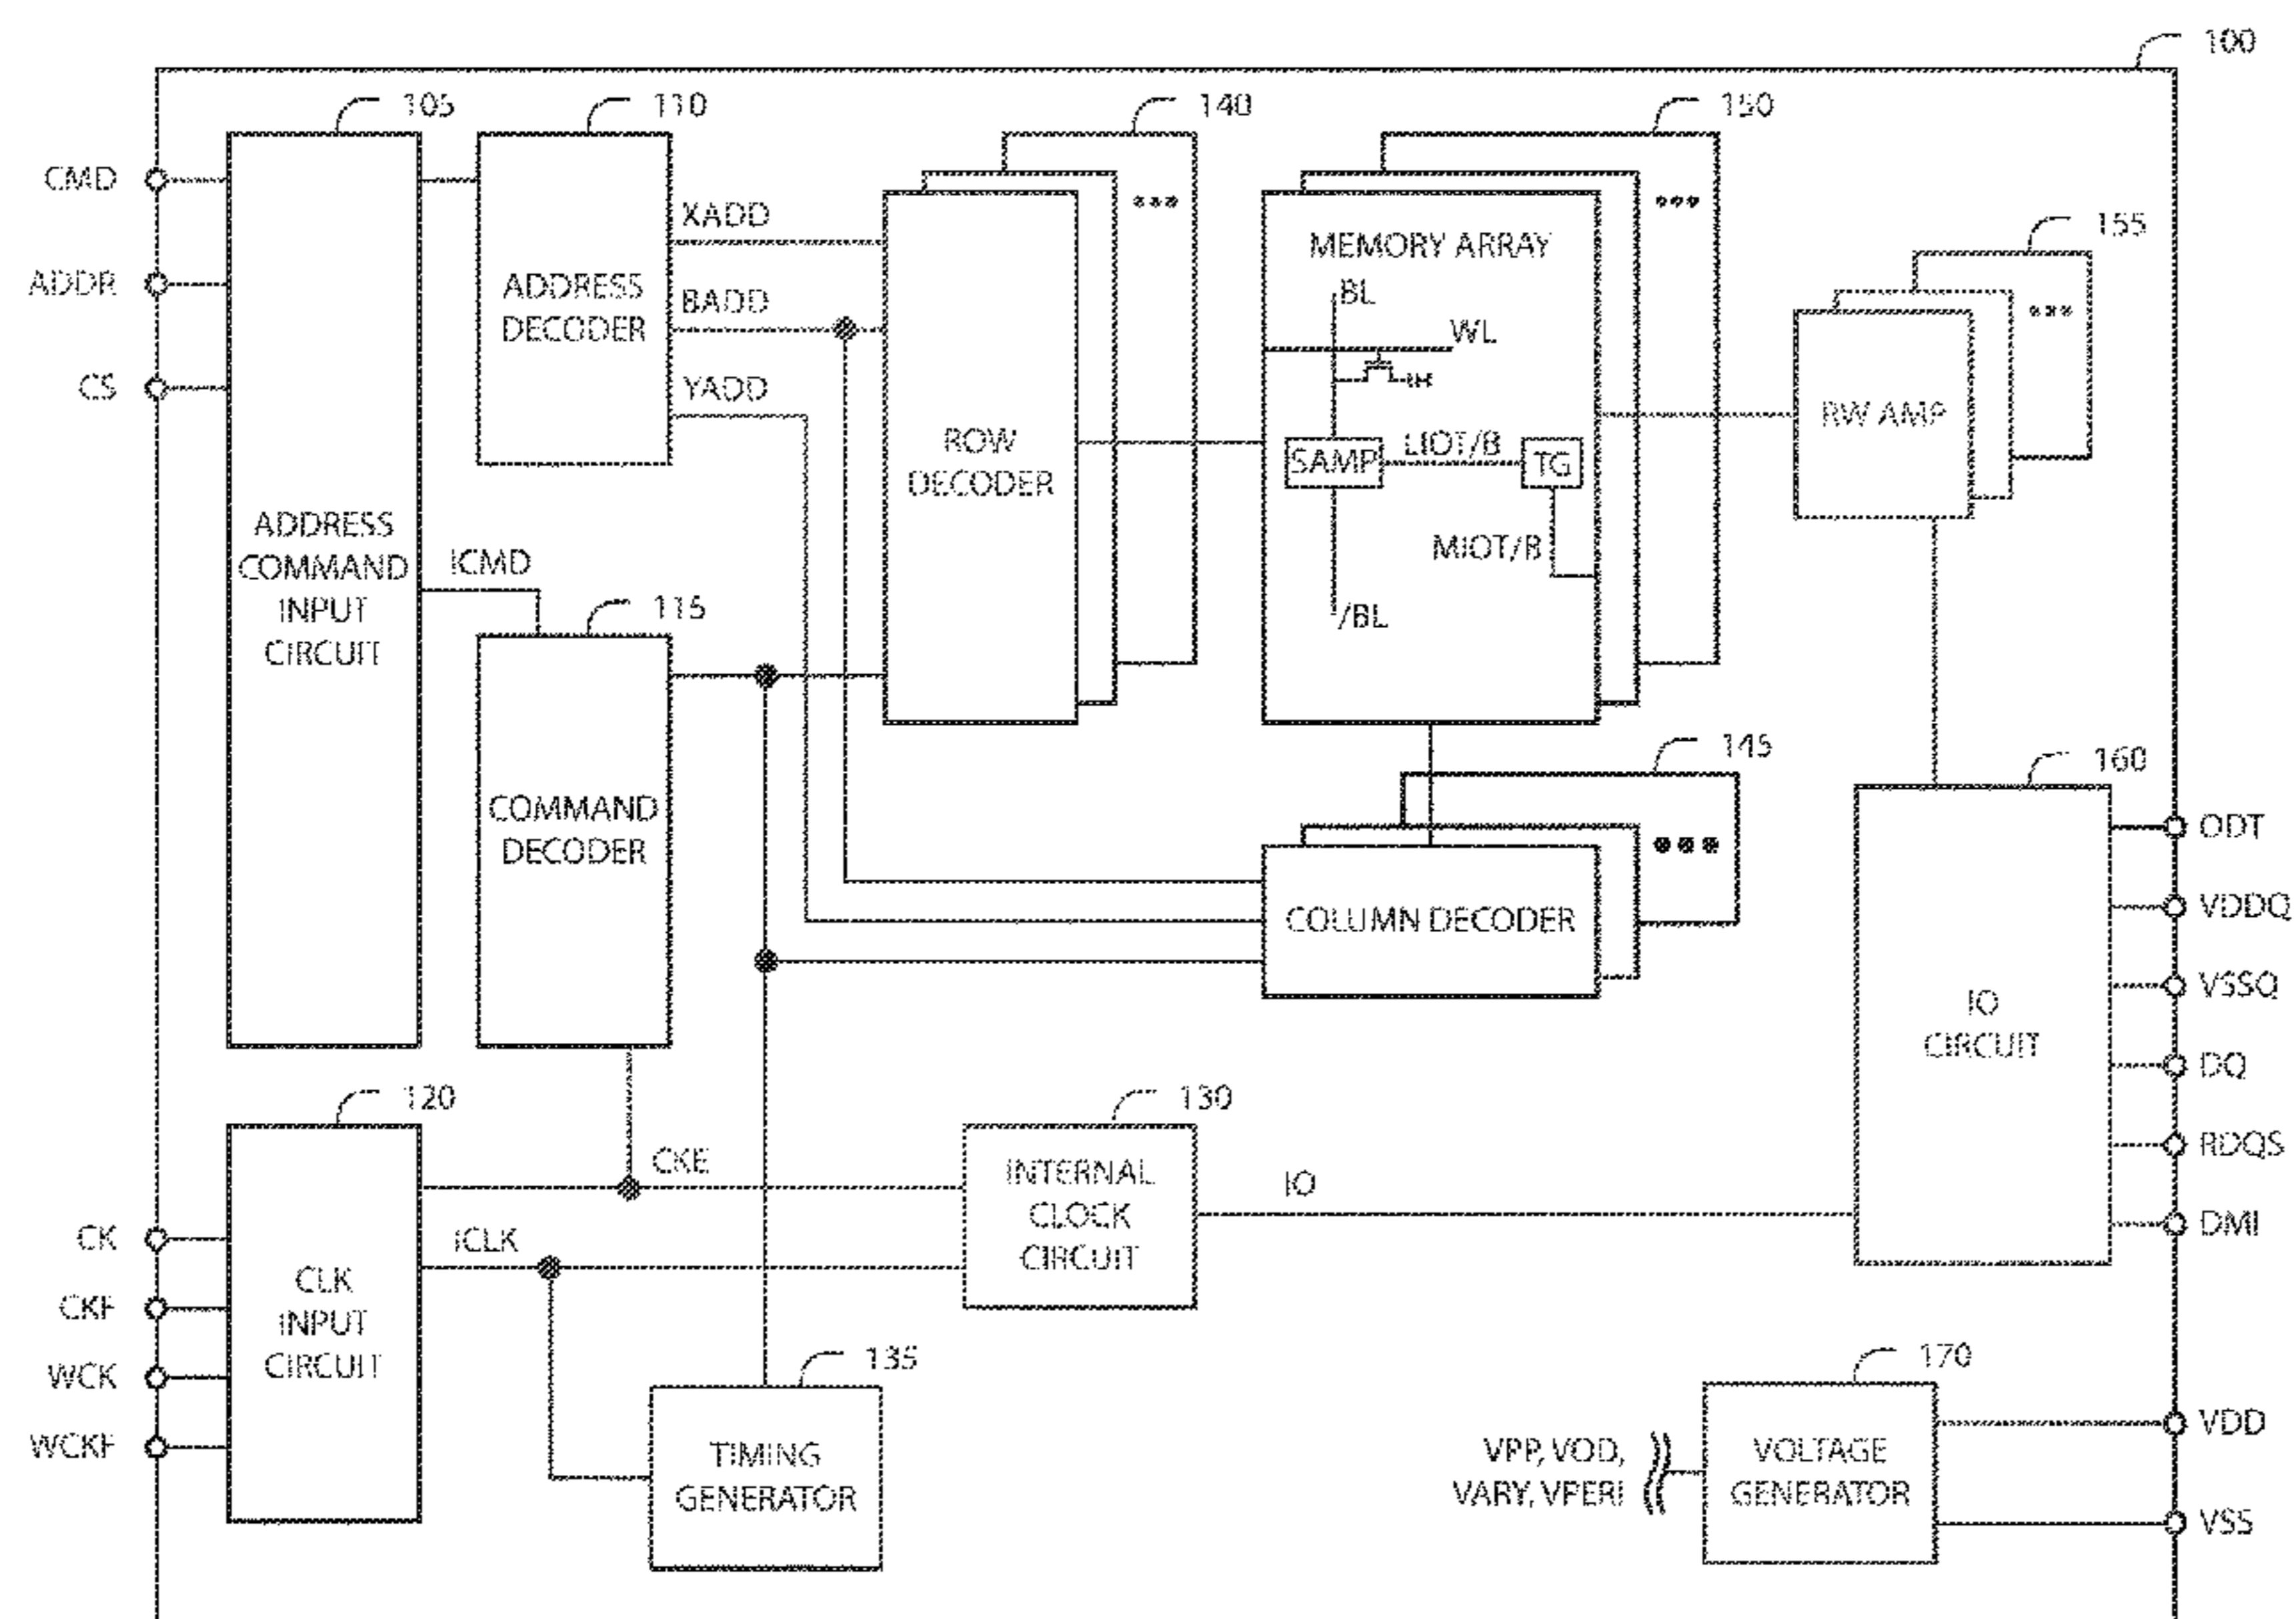 100
105
110
140
150
CMD
ADDR
CS
ADDRESS
COMMAND
INPUT
CIRCUIT
ADDRESS
DECODER
XADD
BADD
YADD
ROW
DECODER
•••
MEMORY ARRAY
BL
WL
SAMP
LIOT/B
TG
MIOT/B
/BL
•••
155
RW AMP
•••
ICMD
115
COMMAND
DECODER
145
COLUMN DECODER
•••
160
IO
CIRCUIT
ODT
VDDQ
VSSQ
DQ
RDQS
DMI
120
CK
CKF
WCK
WCKF
CLK
INPUT
CIRCUIT
CKE
ICLK
130
INTERNAL
CLOCK
CIRCUIT
IO
135
TIMING
GENERATOR
170
VPP, VOD,
VARY, VPERI
VOLTAGE
GENERATOR
VDD
VSS